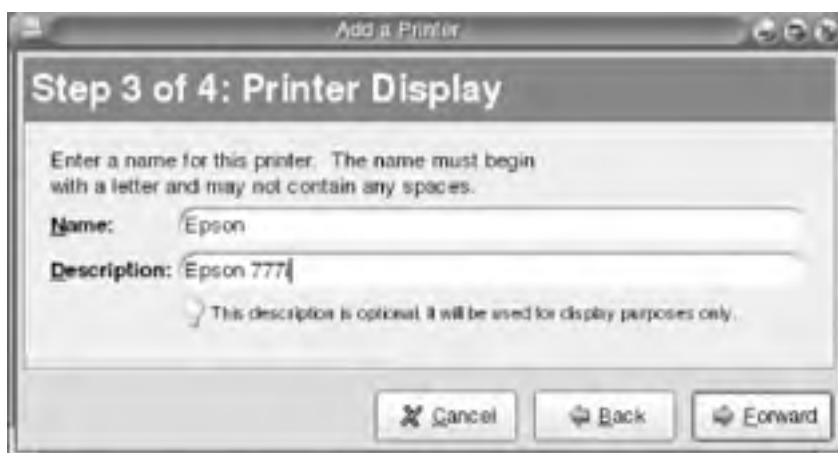 Add a Printer
Step 3 of 4: Printer Display
Enter a name for this printer. The name must begin
with a letter and may not contain any spaces.
Name: Epson
Description: Epson 777i
This description is optional. It will be used for display purposes only.
Cancel Back Forward